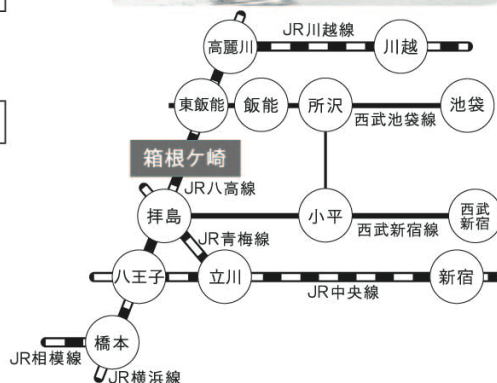 JR川越線
高麗川
川越
東飯能
飯能
所沢
池袋
西武池袋線
箱根ケ崎
JR八高線
拝島
小平
西武
新宿
西武新宿線
JR青梅線
八王子
立川
新宿
JR中央線
橋本
JR相模線
JR横浜線